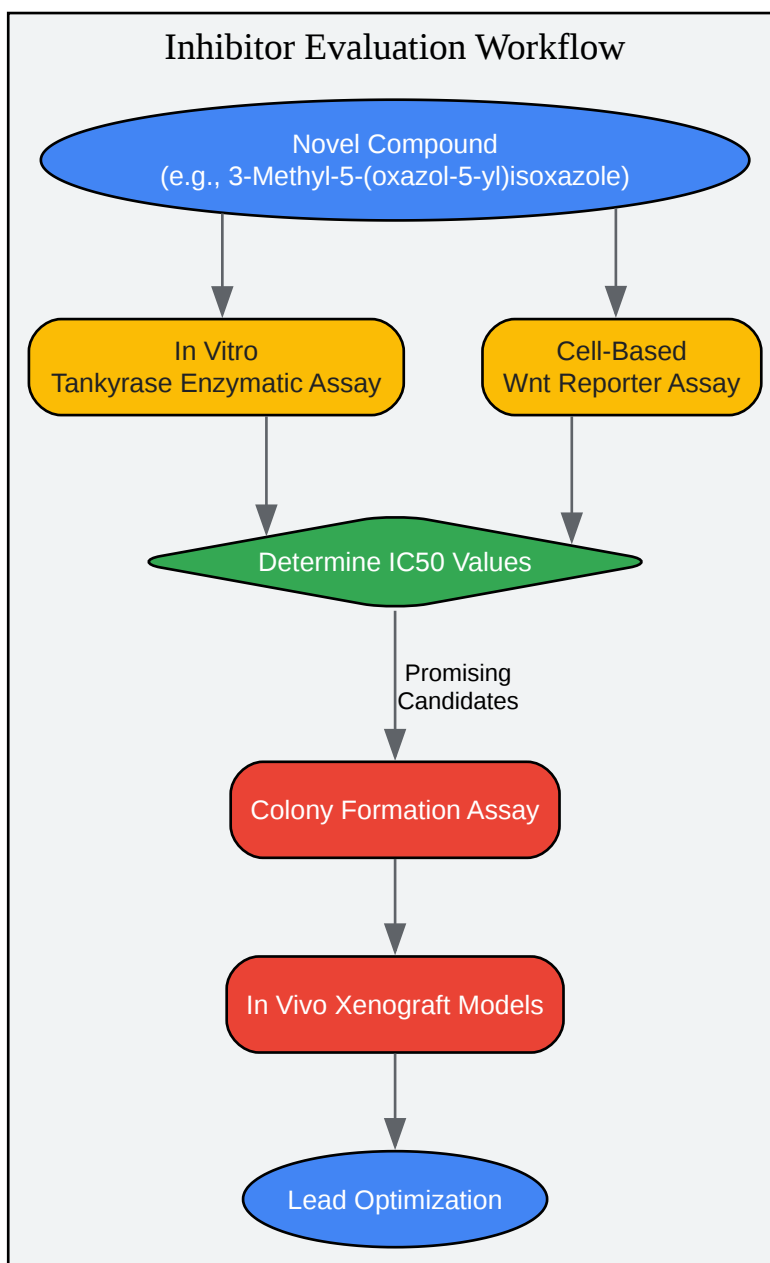 Inhibitor Evaluation Workflow
Novel Compound
(e.g., 3-Methyl-5-(oxazol-5-yl)isoxazole)
In Vitro
Tankyrase Enzymatic Assay
Cell-Based
Wnt Reporter Assay
Determine IC50 Values
Promising
Candidates
Colony Formation Assay
In Vivo Xenograft Models
Lead Optimization